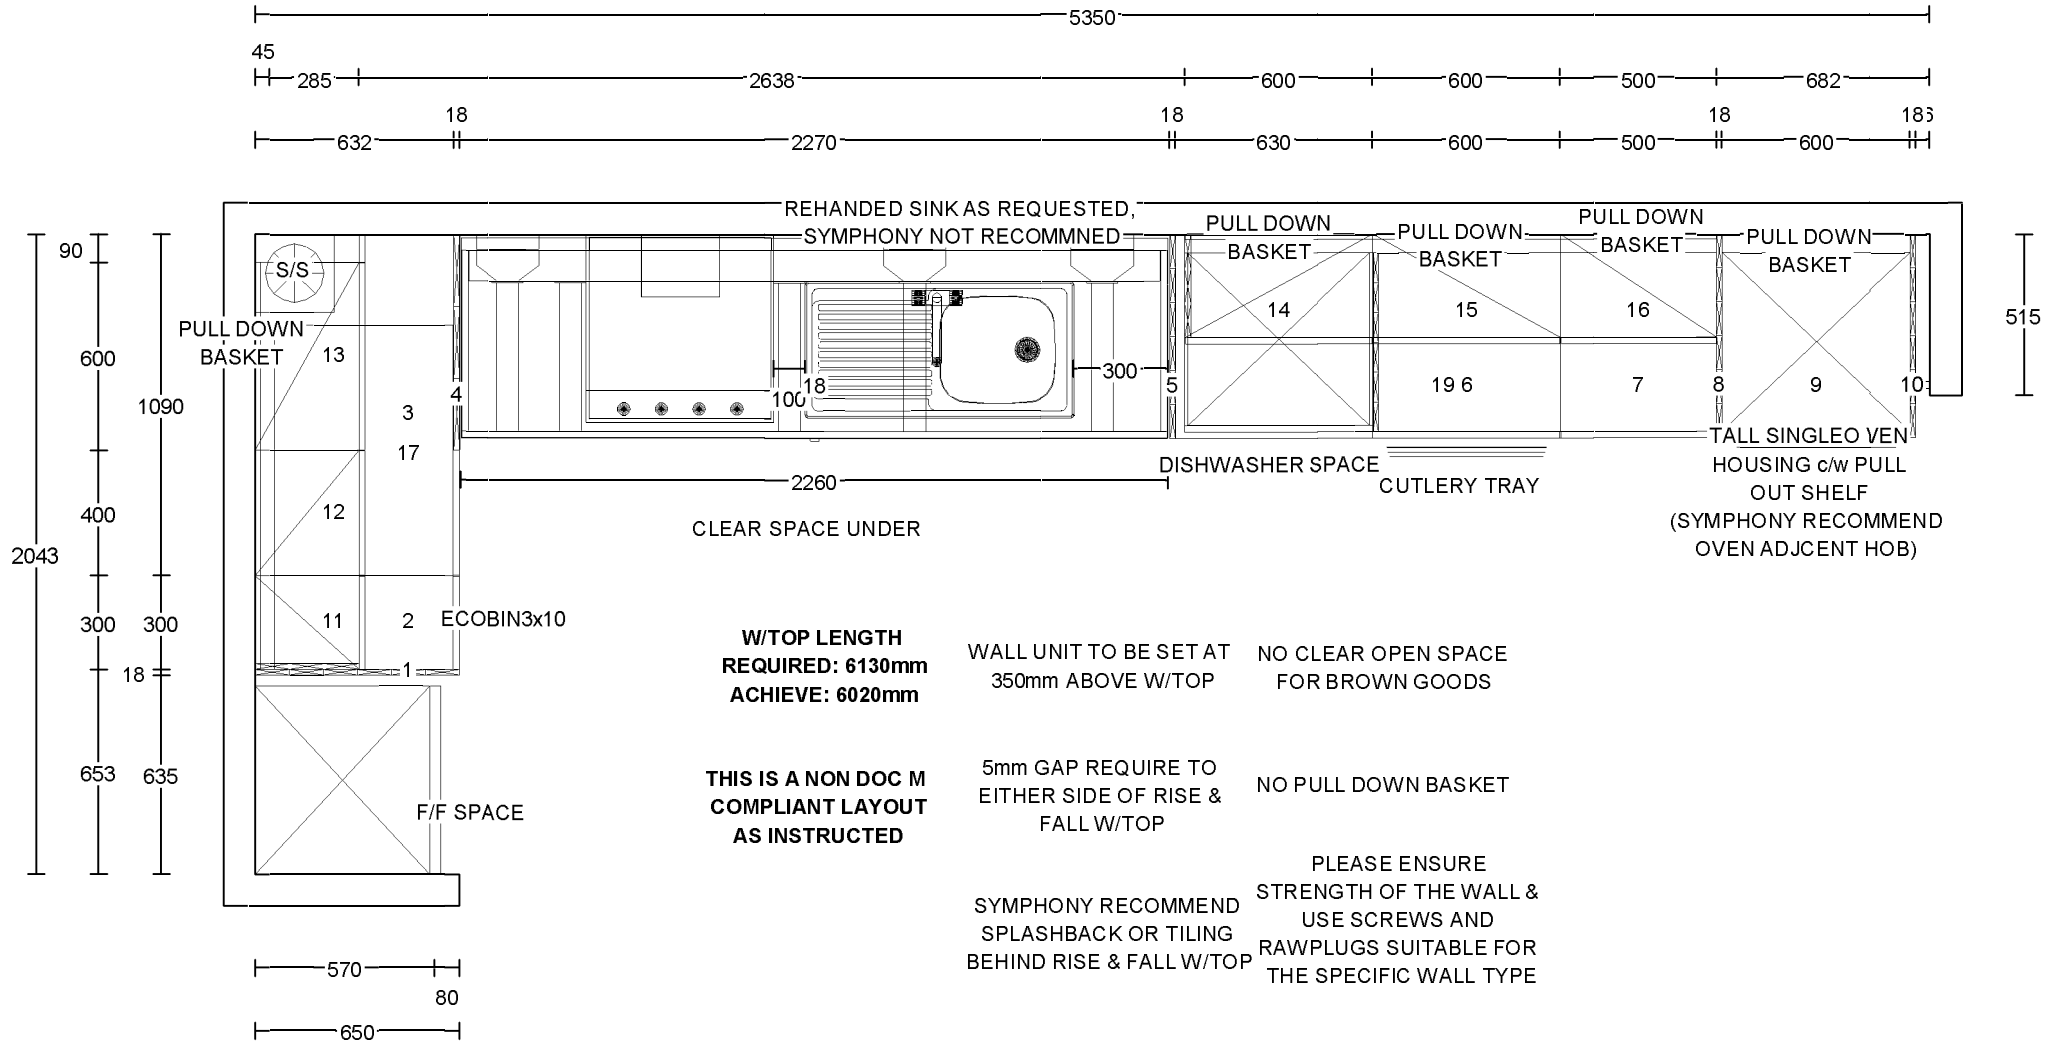 5350
45
285
2638
600
600
500
682
18
18
18
186
632
2270
630
600
500
600
REHANDED SINK AS REQUESTED,
SYMPHONY NOT RECOMMNED
PULL DOWN
BASKET
PULL DOWN
BASKET
PULL DOWN
BASKET
PULL DOWN
BASKET
90
S/S
PULL DOWN
BASKET
600
1090
13
14
15
16
515
3
4
17
100
18
300
5
19 6
7
8
9
10
TALL SINGLEO VEN
HOUSING c/w PULL
OUT SHELF
(SYMPHONY RECOMMEND
OVEN ADJCENT HOB)
DISHWASHER SPACE
CUTLERY TRAY
2260
CLEAR SPACE UNDER
400
12
2043
300
300
11
2
ECOBIN3x10
18
1
653
635
F/F SPACE
W/TOP LENGTH
REQUIRED: 6130mm
ACHIEVE: 6020mm
WALL UNIT TO BE SET AT
350mm ABOVE W/TOP
NO CLEAR OPEN SPACE
FOR BROWN GOODS
THIS IS A NON DOC M
COMPLIANT LAYOUT
AS INSTRUCTED
5mm GAP REQUIRE TO
EITHER SIDE OF RISE &
FALL W/TOP
NO PULL DOWN BASKET
SYMPHONY RECOMMEND
SPLASHBACK OR TILING
BEHIND RISE & FALL W/TOP
PLEASE ENSURE
STRENGTH OF THE WALL &
USE SCREWS AND
RAWPLUGS SUITABLE FOR
THE SPECIFIC WALL TYPE
570
80
650